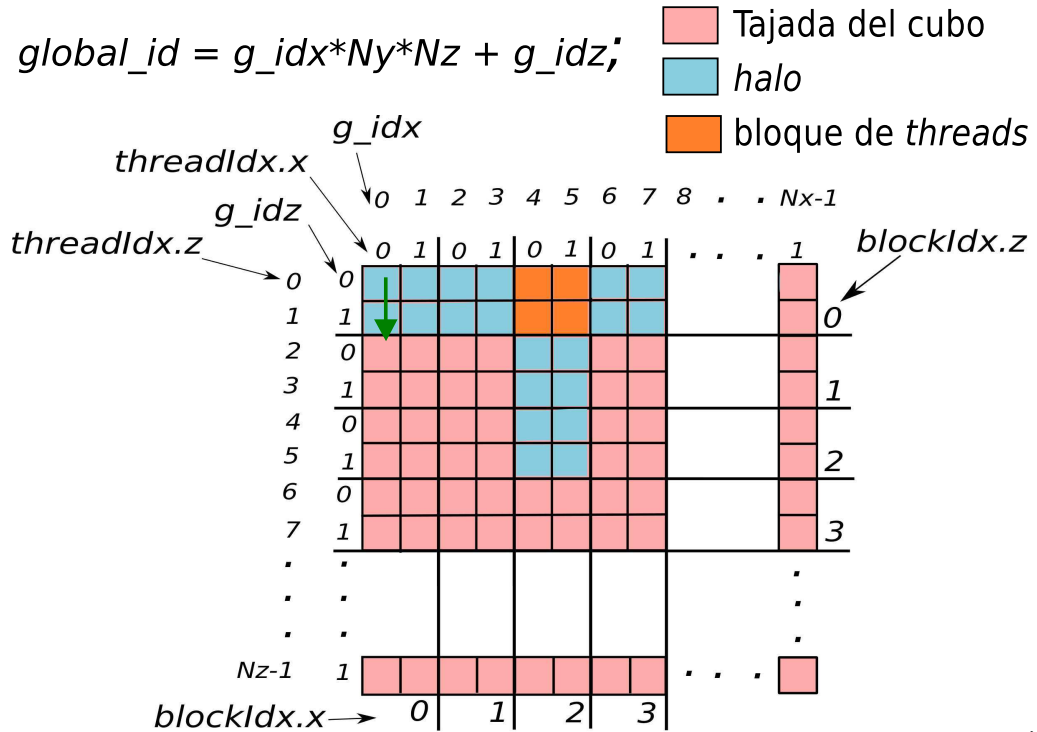 global_id = g_idx*Ny*Nz + g_idz;
Tajada del cubo
halo
bloque de threads
g_idx
threadIdx.x
g_idz
threadIdx.z
blockIdx.z
0 1 2 3 4 5 6 7 8 . . Nx-1
0 1 0 1 0 1 0 1 . . . 1
0 0
1 1 0
2 0
3 1 1
4 0
5 1 2
6 0
7 1 3
. . .
. . .
. . .
Nz-1 1 . . .
blockIdx.x 0 1 2 3